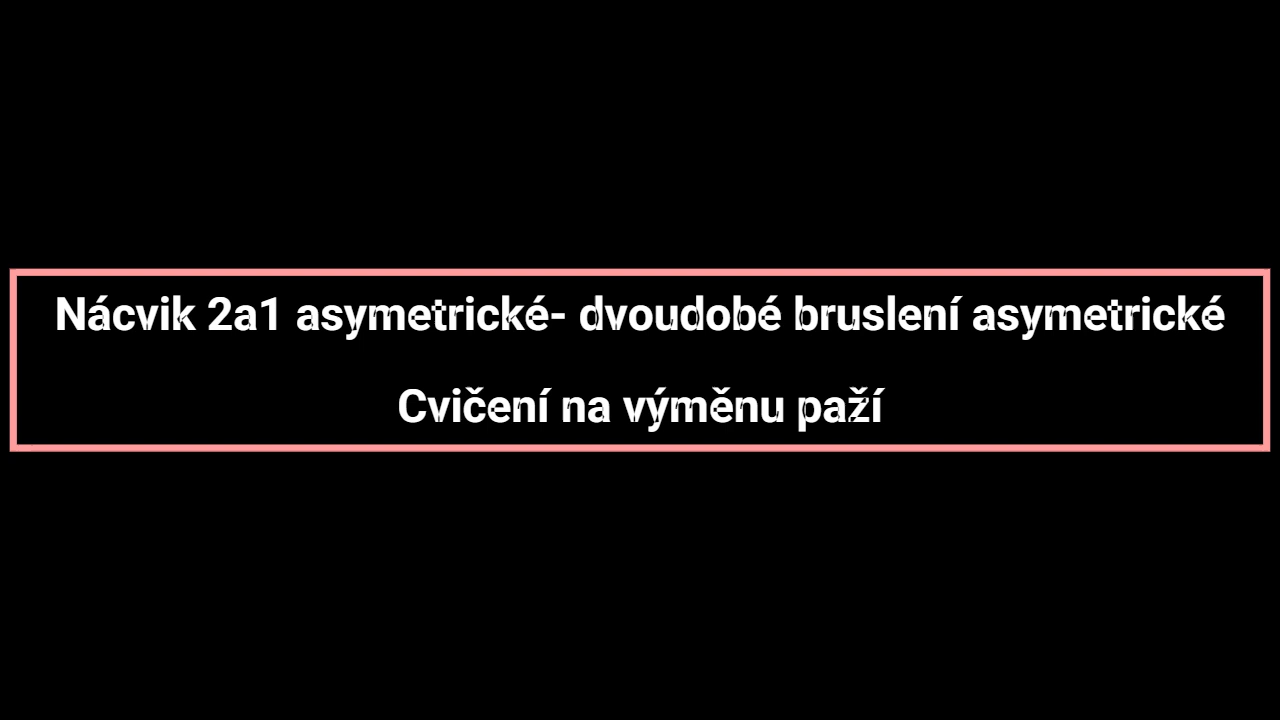 Nácvik 2a1 asymetrické- dvoudobé bruslení asymetrické
Cvičení na výměnu paží